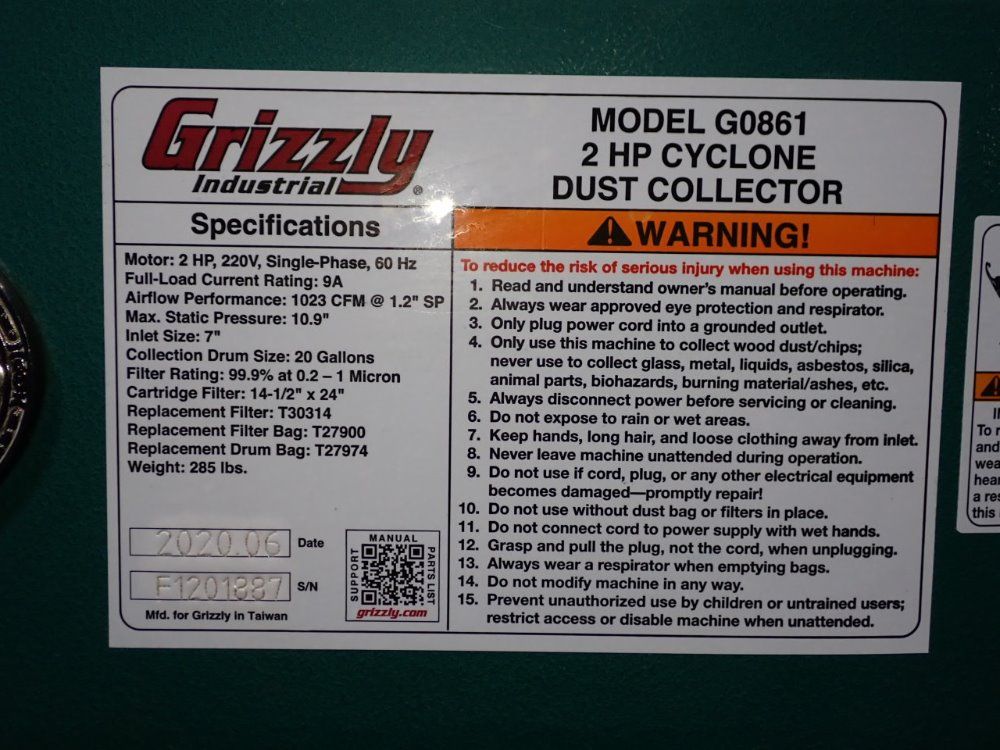 Grizzly
Industrial
®
MODEL G0861
2 HP CYCLONE
DUST COLLECTOR
Specifications
Motor: 2 HP, 220V, Single-Phase, 60 Hz
Full-Load Current Rating: 9A
Airflow Performance: 1023 CFM @ 1.2" SP
Max. Static Pressure: 10.9"
Inlet Size: 7"
Collection Drum Size: 20 Gallons
Filter Rating: 99.9% at 0.2 – 1 Micron
Cartridge Filter: 14-1/2" x 24"
Replacement Filter: T30314
Replacement Filter Bag: T27900
Replacement Drum Bag: T27974
Weight: 285 lbs.
2020.06 Date
F1201887 S/N
Mfd. for Grizzly in Taiwan
MANUAL
SUPPORT
PARTS LIST
grizzly.com
WARNING!
To reduce the risk of serious injury when using this machine:
1. Read and understand owner's manual before operating.
2. Always wear approved eye protection and respirator.
3. Only plug power cord into a grounded outlet.
4. Only use this machine to collect wood dust/chips;
never use to collect glass, metal, liquids, asbestos, silica,
animal parts, biohazards, burning material/ashes, etc.
5. Always disconnect power before servicing or cleaning.
6. Do not expose to rain or wet areas.
7. Keep hands, long hair, and loose clothing away from inlet.
8. Never leave machine unattended during operation.
9. Do not use if cord, plug, or any other electrical equipment
becomes damaged—promptly repair!
10. Do not use without dust bag or filters in place.
11. Do not connect cord to power supply with wet hands.
12. Grasp and pull the plug, not the cord, when unplugging.
13. Always wear a respirator when emptying bags.
14. Do not modify machine in any way.
15. Prevent unauthorized use by children or untrained users;
restrict access or disable machine when unattended.
To r
and
wea
hear
a res
this